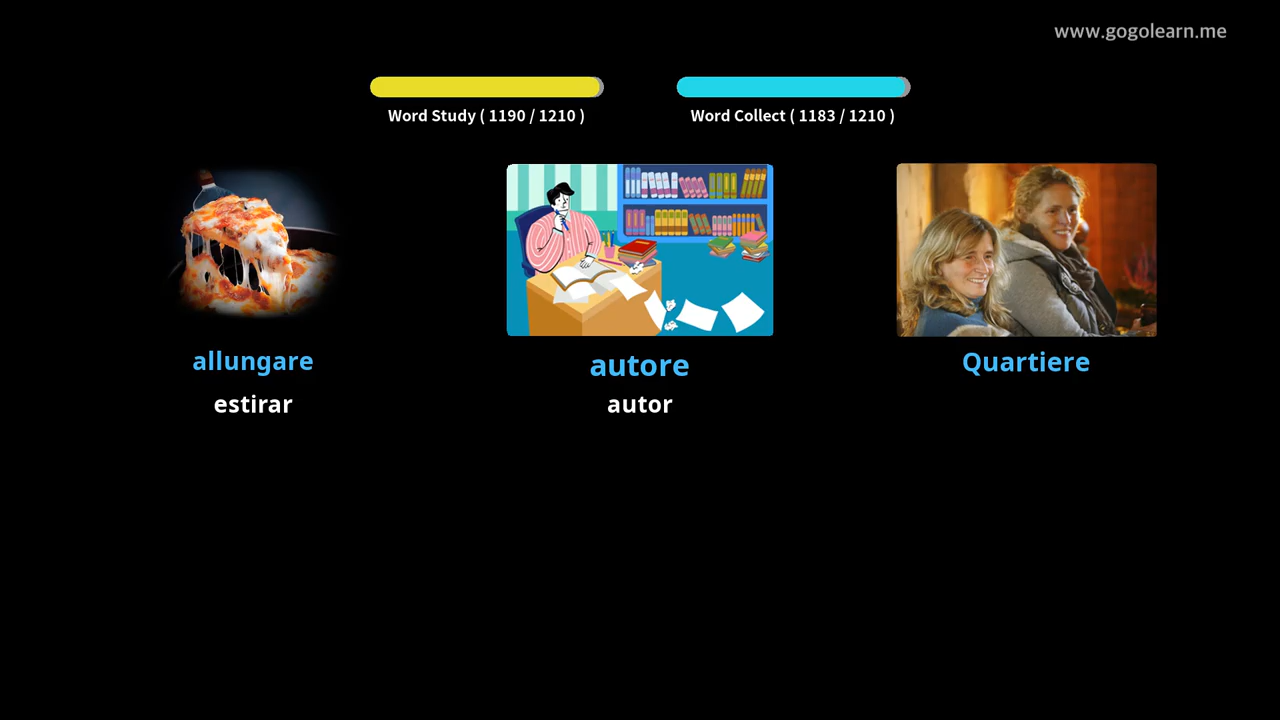 www.gogolearn.me
Word Study ( 1190 / 1210 )
Word Collect ( 1183 / 1210 )
allungare
autore
Quartiere
estirar
autor